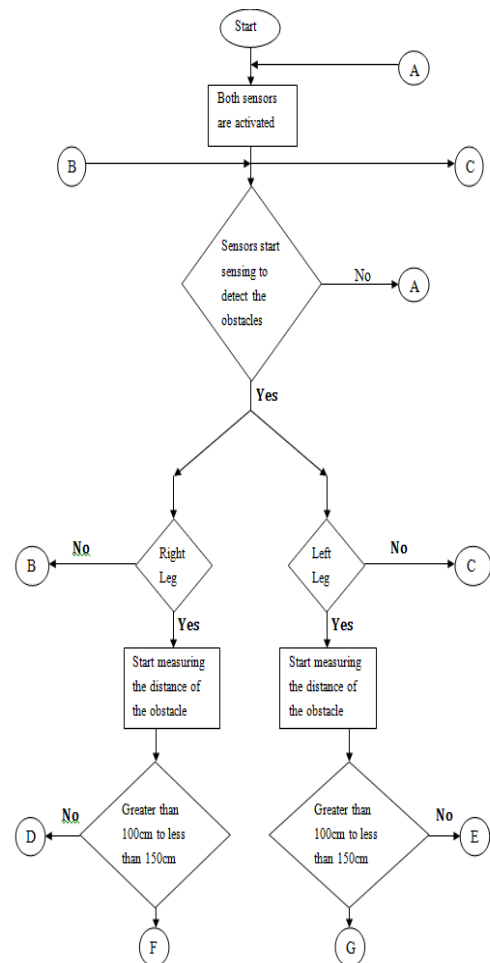 Start
A
Both sensors
are activated
B
C
Sensors start
sensing to
detect the
obstacles
No
A
Yes
B
No
Right
Leg
Left
Leg
No
C
Yes
Yes
Start measuring
the distance of
the obstacle
Start measuring
the distance of
the obstacle
D
No
Greater than
100cm to less
than 150cm
Greater than
100cm to less
than 150cm
No
E
F
G